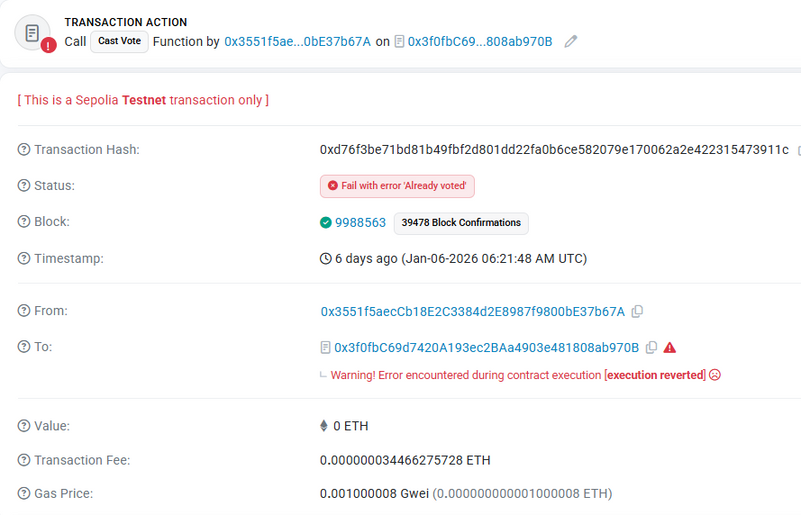 TRANSACTION ACTION
Call Cast Vote Function by 0x3551f5ae...0bE37b67A on 0x3f0fbC69...808ab970B
[ This is a Sepolia Testnet transaction only ]
Transaction Hash: 0xd76f3be71bd81b49fbf2d801dd22fa0b6ce582079e170062a2e422315473911c
Status: Fail with error 'Already voted'
Block: 9988563 39478 Block Confirmations
Timestamp: 6 days ago (Jan-06-2026 06:21:48 AM UTC)
From: 0x3551f5aecCb18E2C3384d2E8987f9800bE37b67A
To: 0x3f0fbC69d7420A193ec2BAa4903e481808ab970B
Warning! Error encountered during contract execution [execution reverted]
Value: 0 ETH
Transaction Fee: 0.000000034466275728 ETH
Gas Price: 0.001000008 Gwei (0.000000000001000008 ETH)